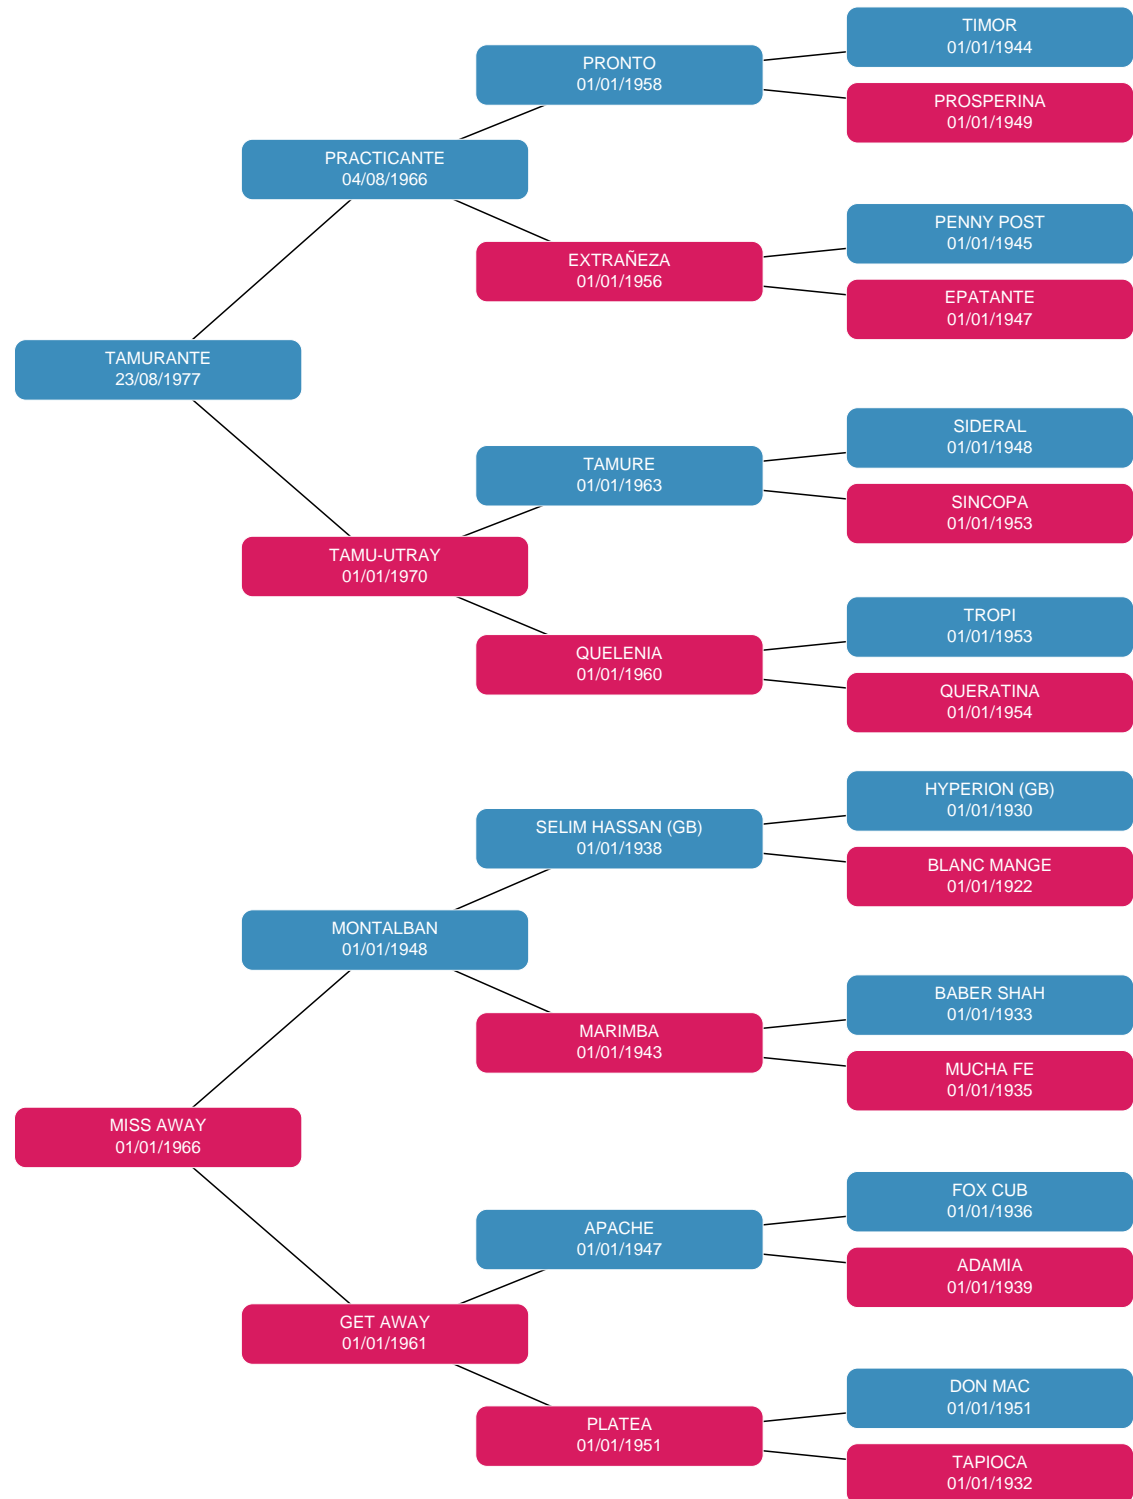 TIMOR
01/01/1944
PRONTO
01/01/1958
PROSPERINA
01/01/1949
PRACTICANTE
04/08/1966
PENNY POST
01/01/1945
EXTRAÑEZA
01/01/1956
EPATANTE
01/01/1947
TAMURANTE
23/08/1977
SIDERAL
01/01/1948
TAMURE
01/01/1963
SINCOPA
01/01/1953
TAMU-UTRAY
01/01/1970
TROPI
01/01/1953
QUELENIA
01/01/1960
QUERATINA
01/01/1954
HYPERION (GB)
01/01/1930
SELIM HASSAN (GB)
01/01/1938
BLANC MANGE
01/01/1922
MONTALBAN
01/01/1948
BABER SHAH
01/01/1933
MARIMBA
01/01/1943
MUCHA FE
01/01/1935
MISS AWAY
01/01/1966
FOX CUB
01/01/1936
APACHE
01/01/1947
ADAMIA
01/01/1939
GET AWAY
01/01/1961
DON MAC
01/01/1951
PLATEA
01/01/1951
TAPIOCA
01/01/1932